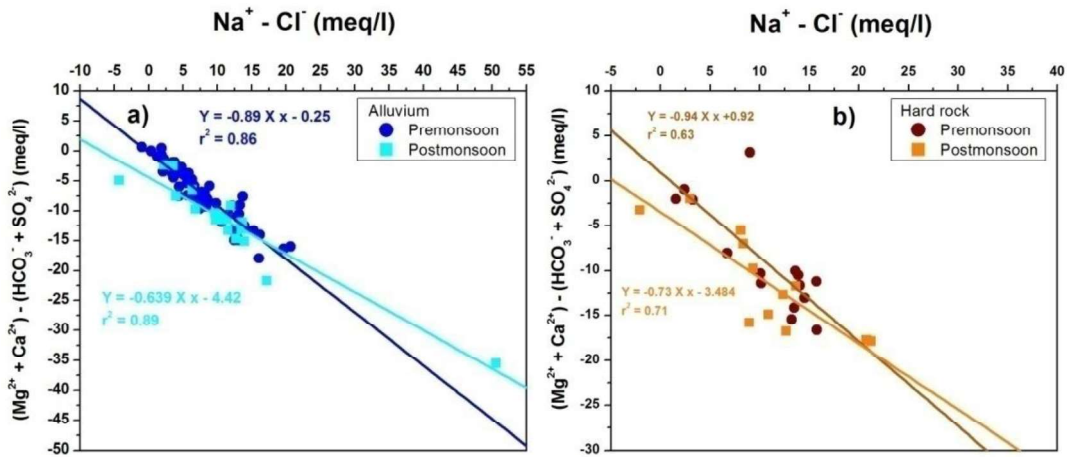 Na⁺ - Cl⁻ (meq/l)
-10 -5 0 5 10 15 20 25 30 35 40 45 50 55
10
5
0
-5
-10
-15
-20
-25
-30
-35
-40
-45
-50
(Mg²⁺ + Ca²⁺) - (HCO₃⁻ + SO₄²⁻) (meq/l)
a)
Y = -0.89 X x - 0.25
r² = 0.86
Alluvium
Premonsoon
Postmonsoon
Y = -0.639 X x - 4.42
r² = 0.89
Na⁺ - Cl⁻ (meq/l)
-5 0 5 10 15 20 25 30 35 40
10
5
0
-5
-10
-15
-20
-25
-30
(Mg²⁺ + Ca²⁺) - (HCO₃⁻ + SO₄²⁻) (meq/l)
Y = -0.94 X x +0.92
r² = 0.63
b)
Hard rock
Premonsoon
Postmonsoon
Y = -0.73 X x - 3.484
r² = 0.71